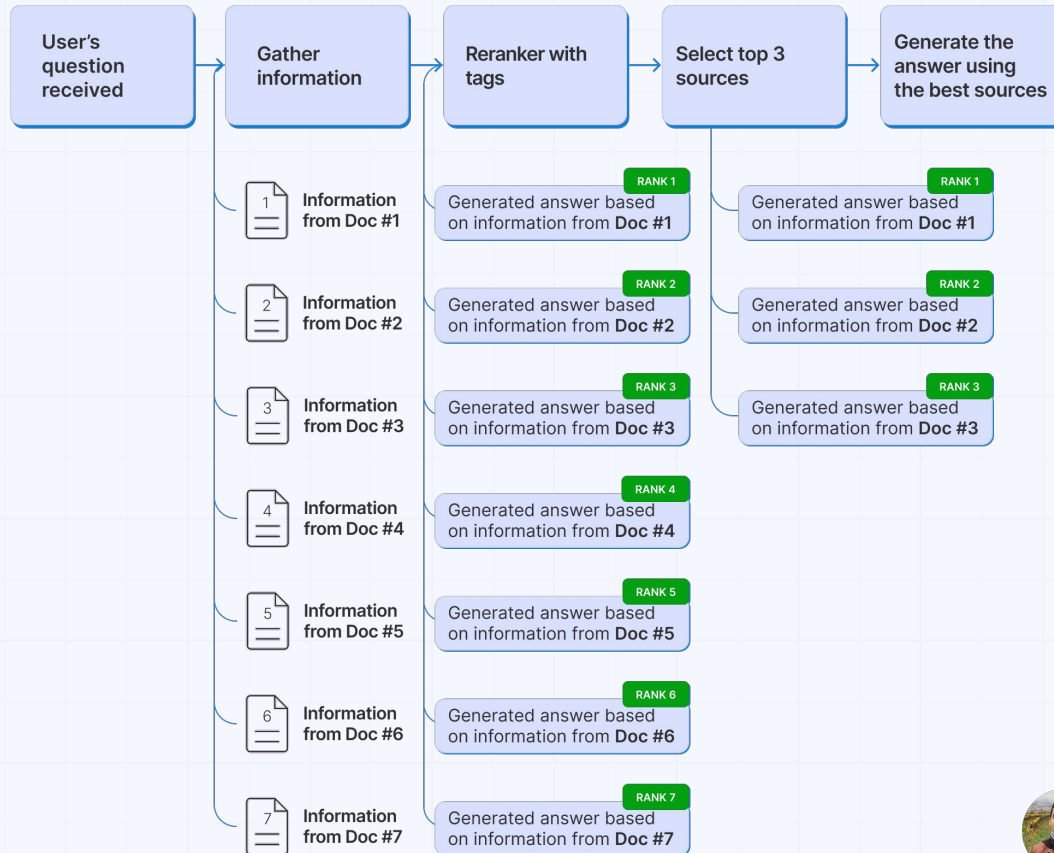 User's
question
received
Gather
information
Reranker with
tags
Select top 3
sources
Generate the
answer using
the best sources
1
Information
from Doc #1
RANK 1
Generated answer based
on information from Doc #1
RANK 1
Generated answer based
on information from Doc #1
2
Information
from Doc #2
RANK 2
Generated answer based
on information from Doc #2
RANK 2
Generated answer based
on information from Doc #2
3
Information
from Doc #3
RANK 3
Generated answer based
on information from Doc #3
RANK 3
Generated answer based
on information from Doc #3
4
Information
from Doc #4
RANK 4
Generated answer based
on information from Doc #4
5
Information
from Doc #5
RANK 5
Generated answer based
on information from Doc #5
6
Information
from Doc #6
RANK 6
Generated answer based
on information from Doc #6
7
Information
from Doc #7
RANK 7
Generated answer based
on information from Doc #7